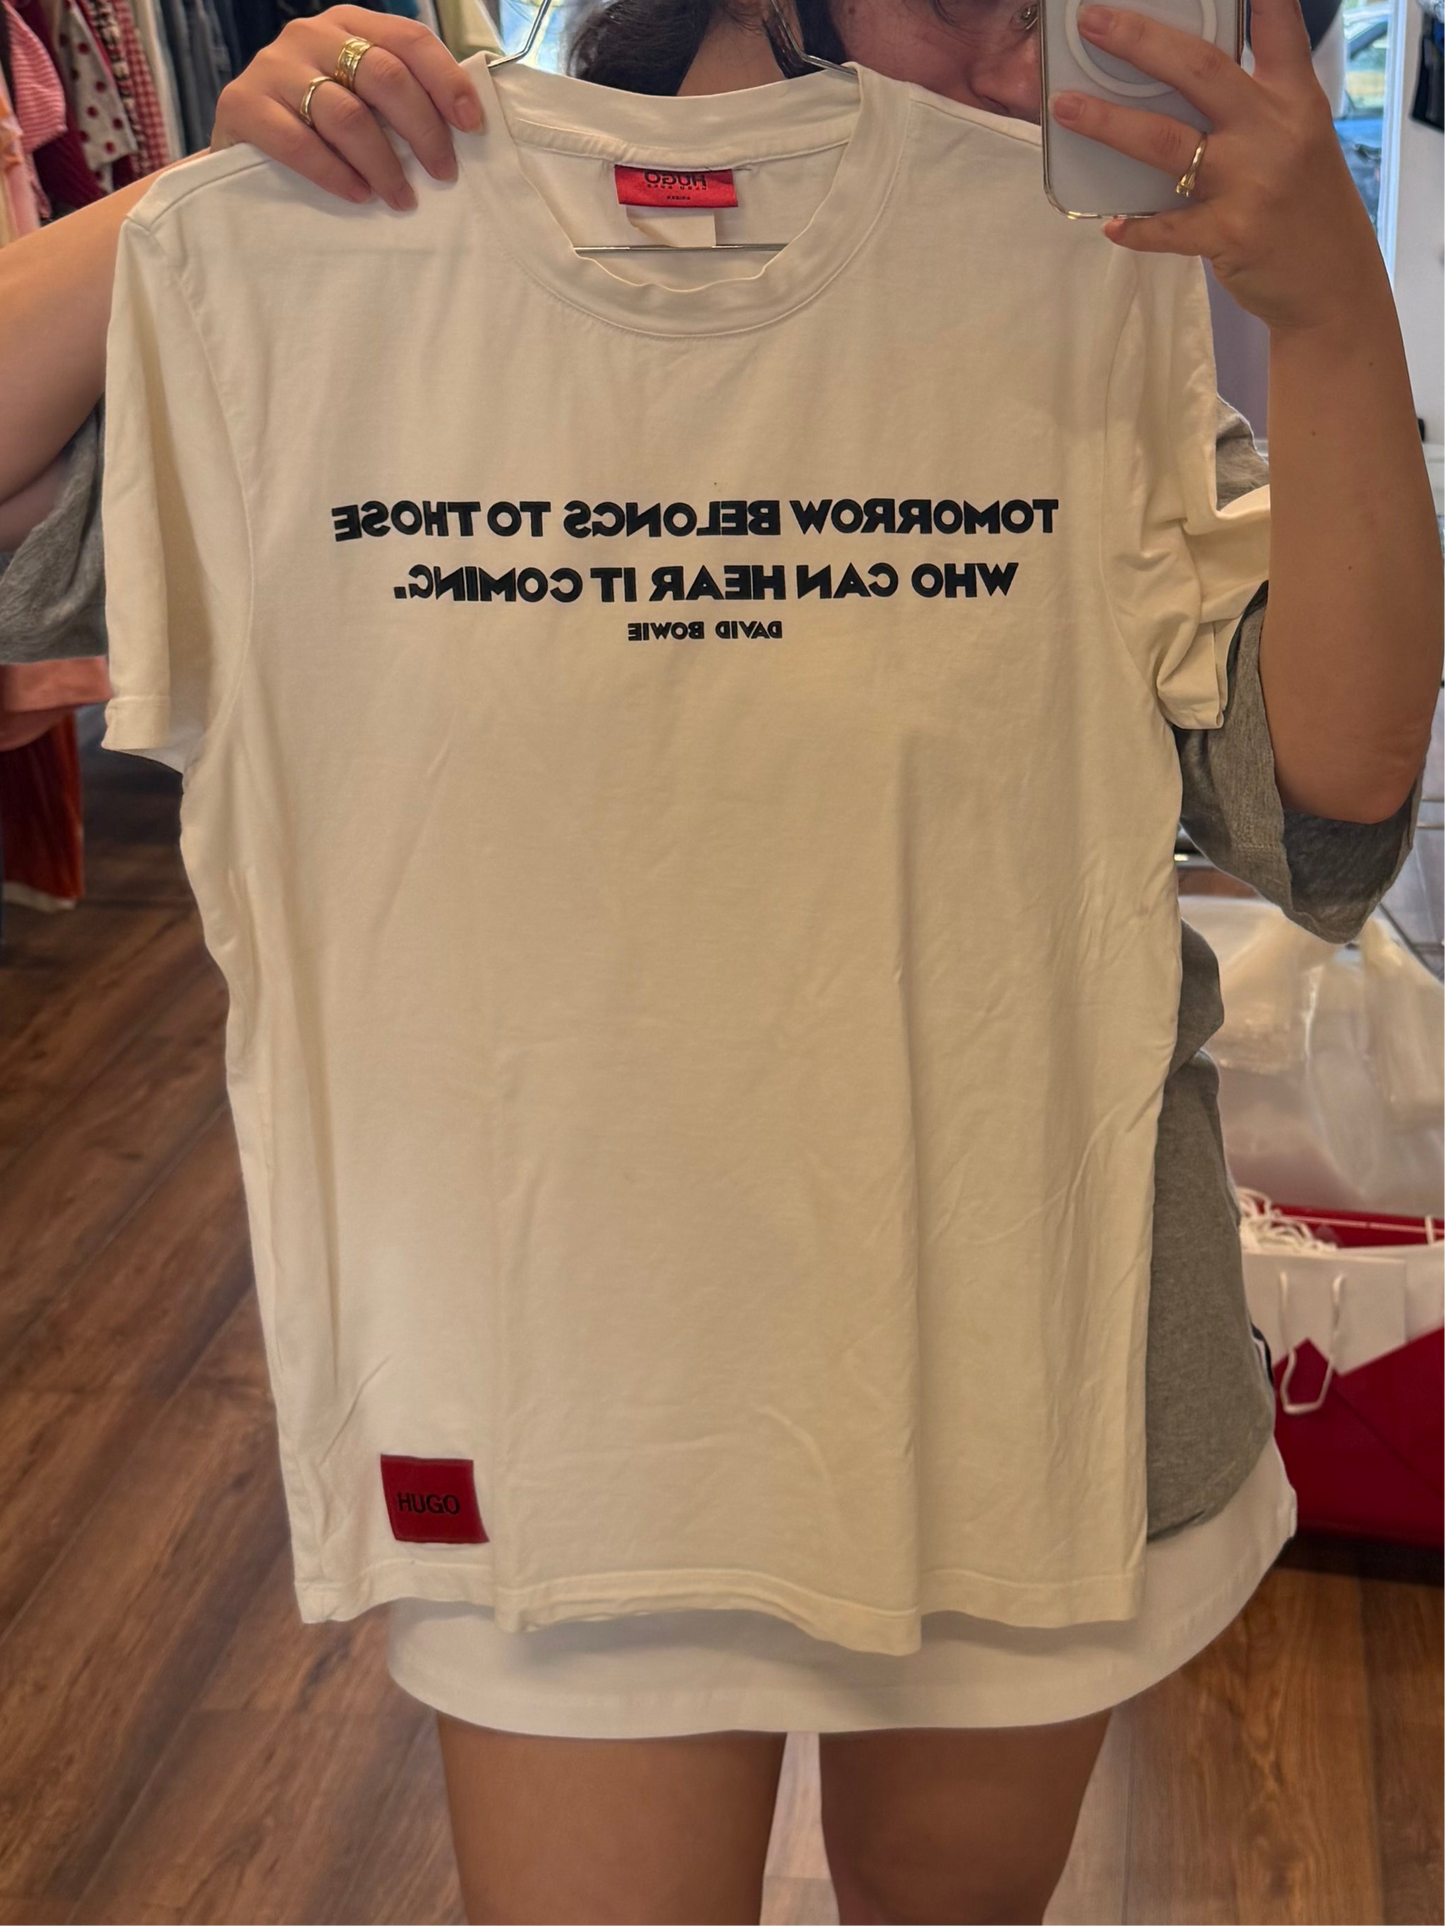 HUGO
TOMORROW BELONGS TO THOSE
WHO CAN HEAR IT COMING.
DAVID BOWIE
HUGO